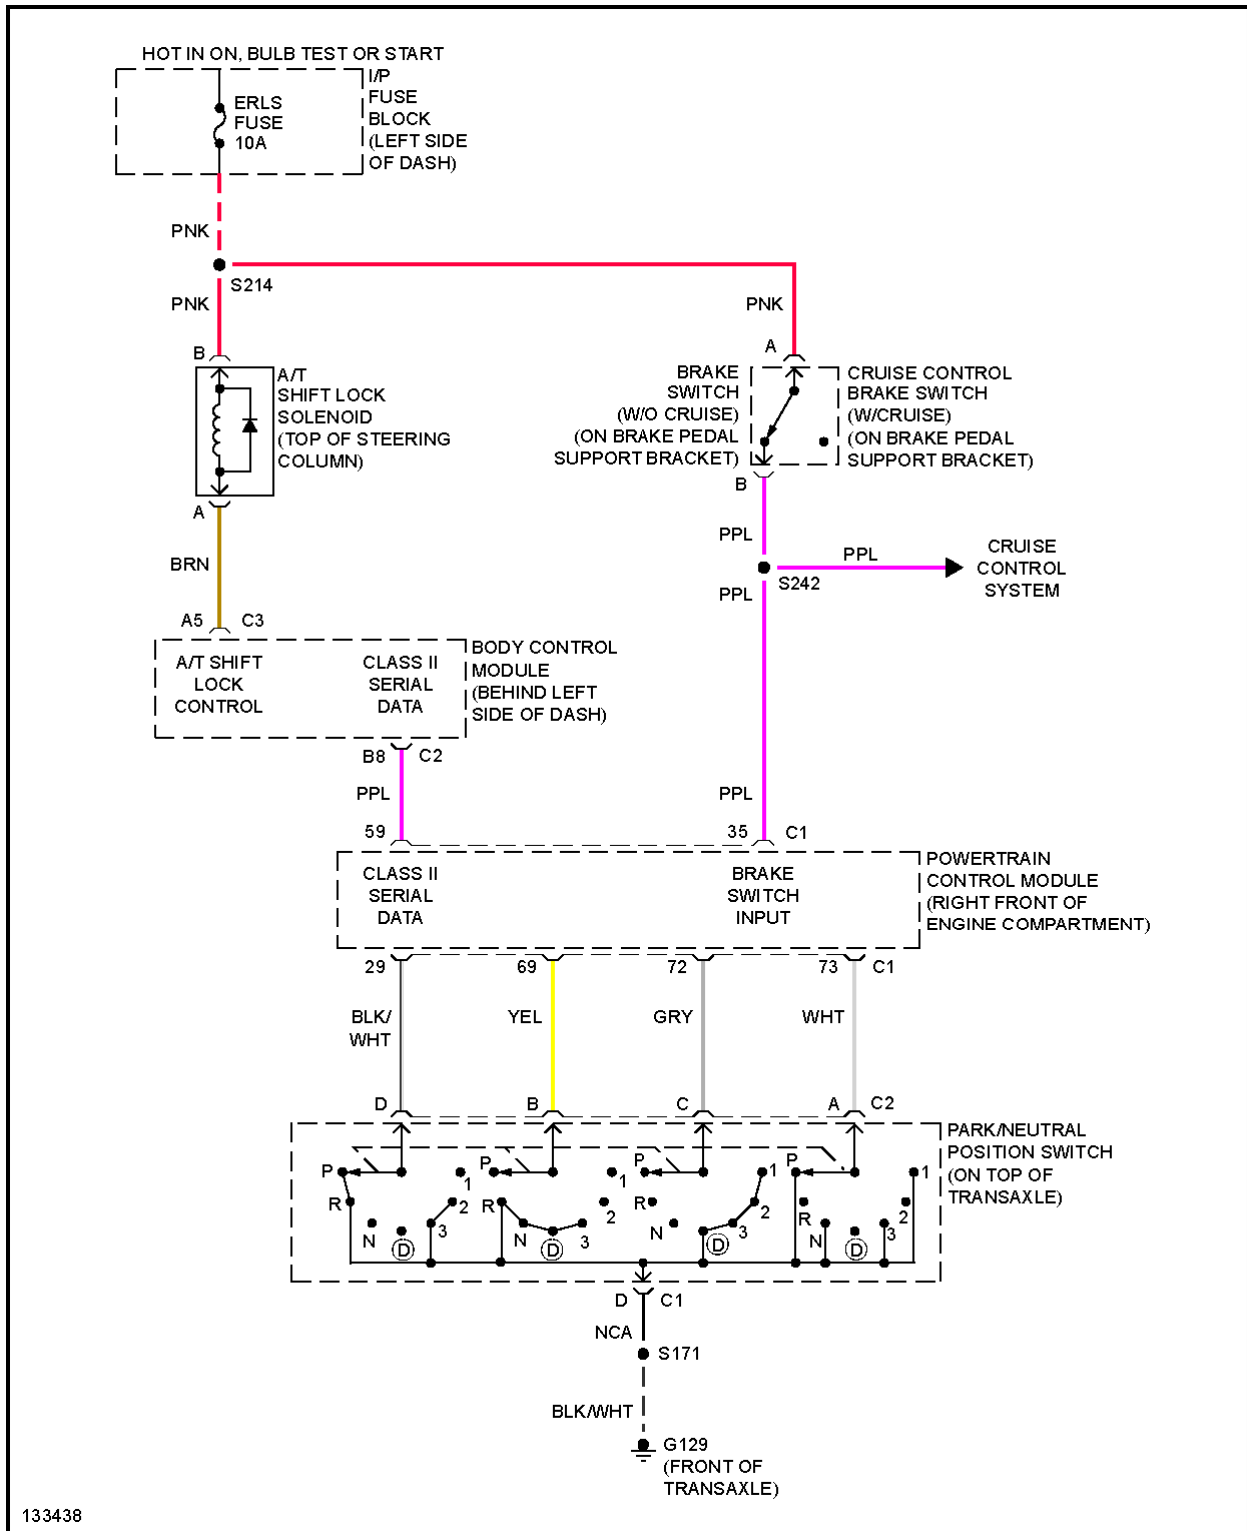 HOT IN ON, BULB TEST OR START
I/P
FUSE
BLOCK
(LEFT SIDE
OF DASH)
ERLS
FUSE
10A
PNK
S214
PNK
PNK
B
A
A/T
SHIFT LOCK
SOLENOID
(TOP OF STEERING
COLUMN)
BRAKE
SWITCH
(W/O CRUISE)
(ON BRAKE PEDAL
SUPPORT BRACKET)
CRUISE CONTROL
BRAKE SWITCH
(W/CRUISE)
(ON BRAKE PEDAL
SUPPORT BRACKET)
A
B
BRN
PPL
PPL
S242
PPL
CRUISE
CONTROL
SYSTEM
A5 C3
A/T SHIFT
LOCK
CONTROL
CLASS II
SERIAL
DATA
BODY CONTROL
MODULE
(BEHIND LEFT
SIDE OF DASH)
B8 C2
PPL
PPL
59
35 C1
CLASS II
SERIAL
DATA
BRAKE
SWITCH
INPUT
POWERTRAIN
CONTROL MODULE
(RIGHT FRONT OF
ENGINE COMPARTMENT)
29 69 72 73 C1
BLK/
WHT
YEL
GRY
WHT
D B C A C2
PARK/NEUTRAL
POSITION SWITCH
(ON TOP OF
TRANSAXLE)
P R N D 3 2 1
P R N D 3 2 1
P R N D 3 2 1
P R N D 3 2 1
D C1
NCA
S171
BLK/WHT
G129
(FRONT OF
TRANSAXLE)
133438